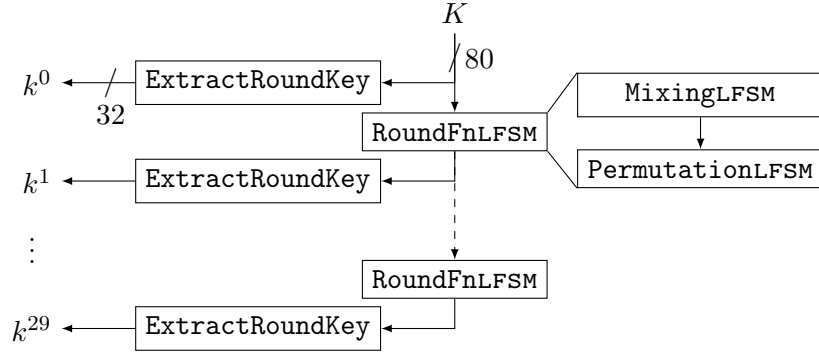 K
80
k^0
32
ExtractRoundKey
MixingLFSM
RoundFnLFSM
k^1
ExtractRoundKey
PermutationLFSM
⋮
RoundFnLFSM
k^29
ExtractRoundKey